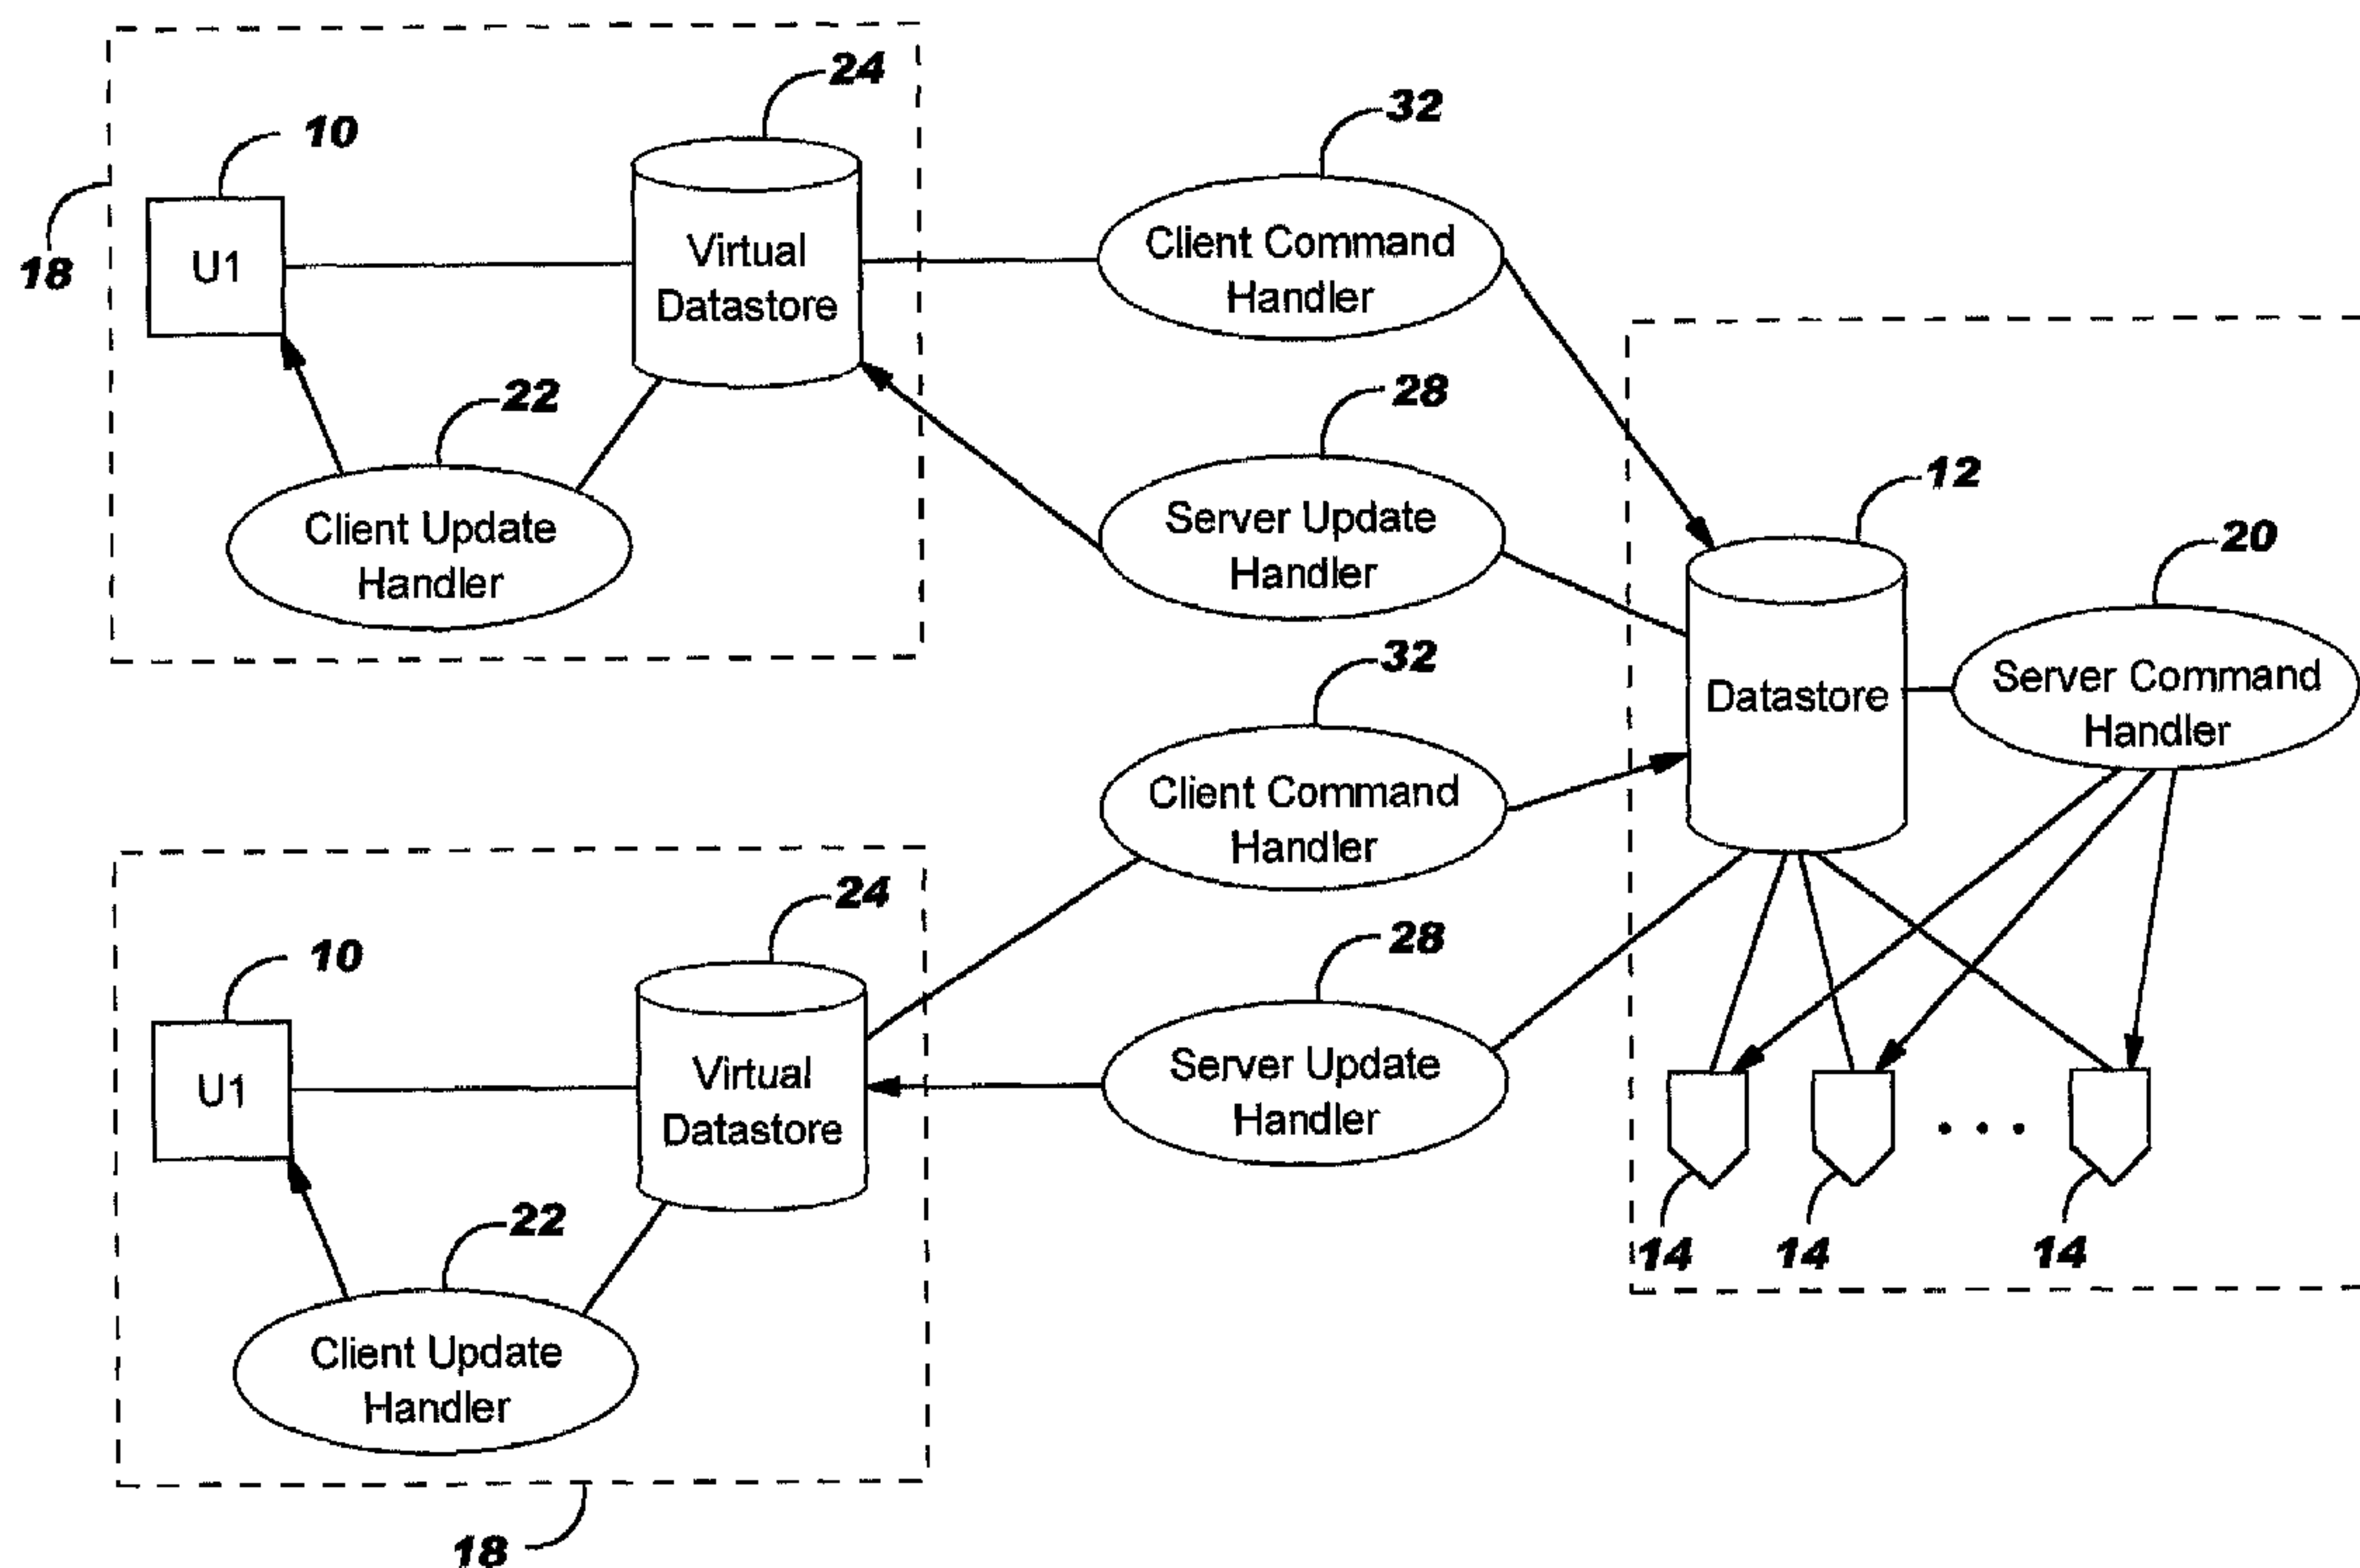 24
32
10
18
U1
Virtual
Datastore
Client Command
Handler
22
28
Client Update
Handler
Server Update
Handler
12
20
32
Datastore
Server Command
Handler
Client Command
Handler
24
28
10
U1
Virtual
Datastore
Server Update
Handler
22
14
14
14
Client Update
Handler
18